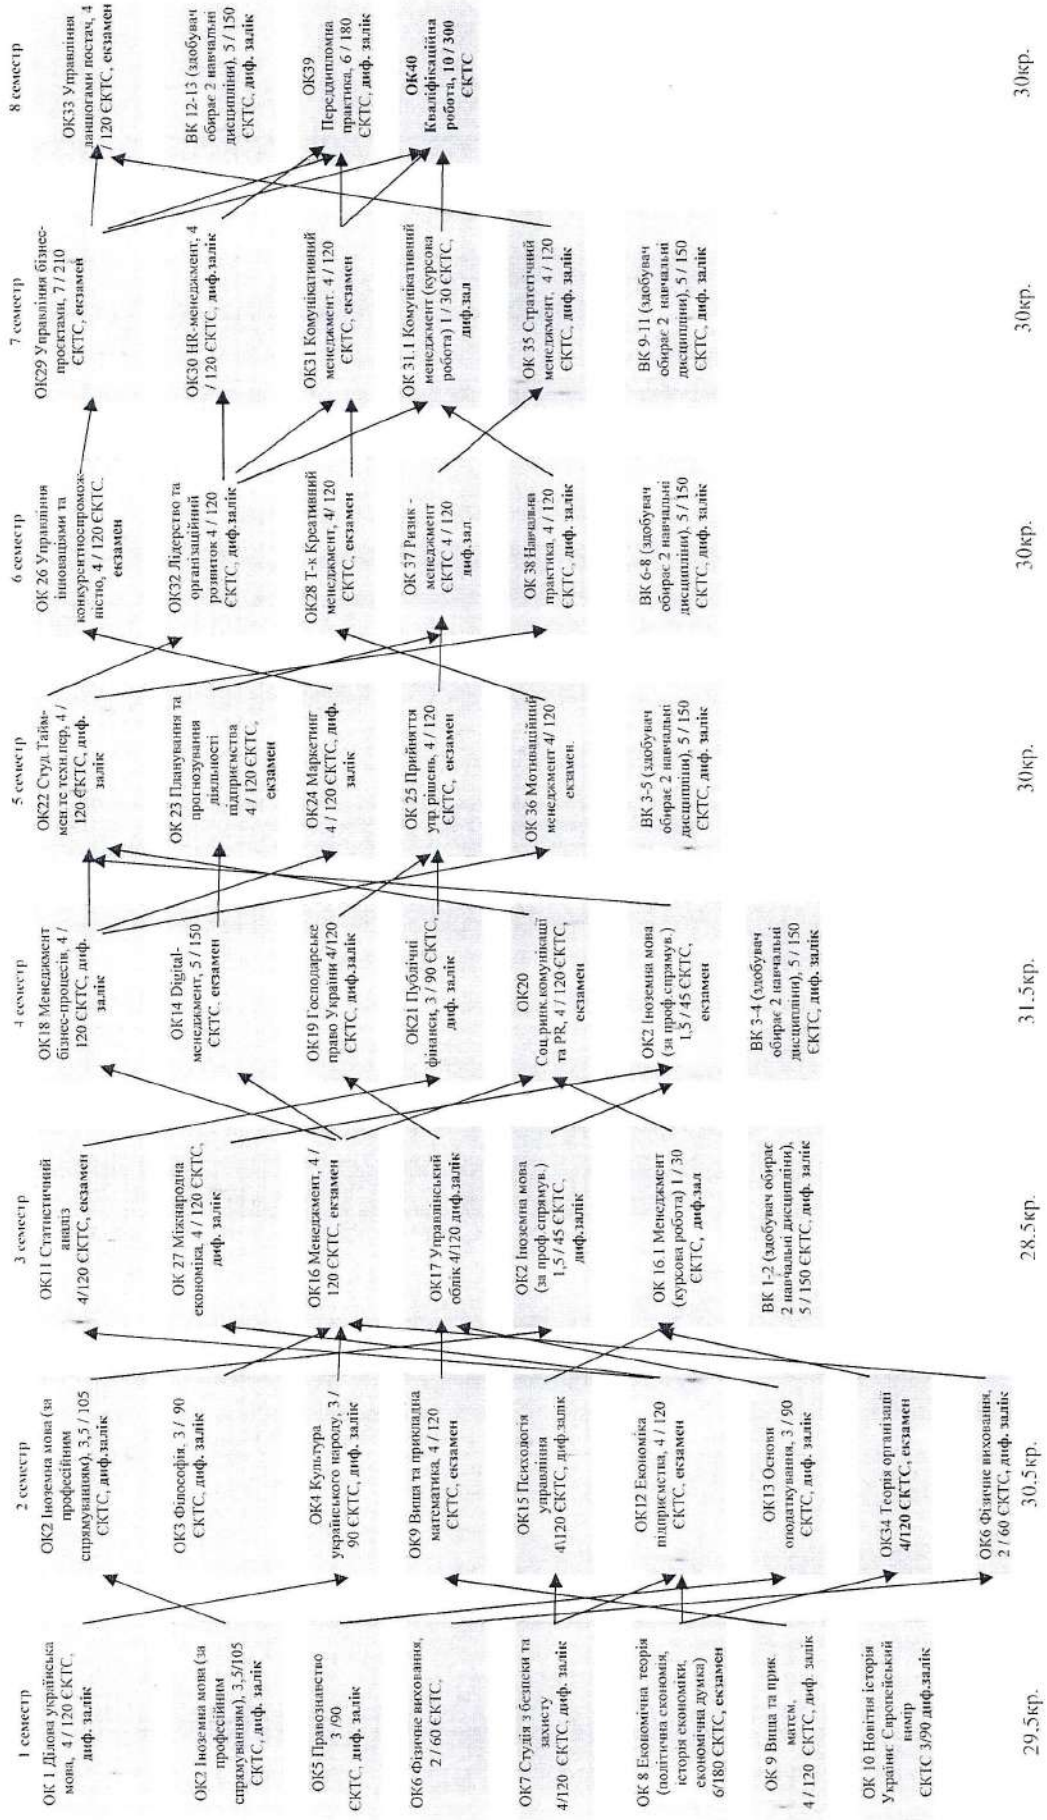 1 семестр
ОК 1 Ділова українська
мова, 4 / 120 ЄКТС,
диф. залік
ОК2 Іноземна мова (за
професійним
спрямуванням), 3,5/105
ЄКТС, диф. залік
ОК5 Правознавство
3 /90
ЄКТС, диф. залік
ОК6 Фізичне виховання,
2 / 60 ЄКТС,
ОК7 Студія з безпеки та
захисту
4/120 ЄКТС, диф. залік
ОК 8 Економічна теорія
(політична економія,
історія економіки,
економічна думка)
6/180 ЄКТС, екзамен
ОК 9 Вища та прик.
матем.
4 / 120 ЄКТС, диф. залік
ОК 10 Новітня історія
України: Європейський
вимір
ЄКТС 3/90 диф.залік
29.5кр.
2 семестр
ОК2 Іноземна мова (за
професійним
спрямуванням), 3,5 / 105
ЄКТС, диф.залік
ОК3 Філософія, 3 / 90
ЄКТС, диф. залік
ОК4 Культура
українського народу, 3 /
90 ЄКТС, диф. залік
ОК9 Вища та прикладна
математика, 4 / 120
ЄКТС, екзамен
ОК15 Психологія
управління
4\120 ЄКТС, диф.залік
ОК12 Економіка
підприємства, 4 / 120
ЄКТС, екзамен
ОК13 Основи
оподаткування, 3 / 90
ЄКТС, диф. залік
ОК34 Теорія організації
4/120 ЄКТС, екзамен
ОК6 Фізичне виховання,
2 / 60 ЄКТС, диф. залік
30.5кр.
3 семестр
ОК11 Статистичний
аналіз
4/120 ЄКТС, екзамен
ОК 27 Міжнародна
економіка, 4 / 120 ЄКТС,
диф. залік
ОК16 Менеджмент, 4 /
120 ЄКТС, екзамен
ОК17 Управлінський
облік 4/120 диф.залік
ОК2 Іноземна мова
(за проф.спрямув.)
1,5 / 45 ЄКТС,
диф.залік
ОК 16.1 Менеджмент
(курсова робота) 1 / 30
ЄКТС, диф.зал
ВК 1-2 (здобувач обирає
2 навчальні дисципліни),
5 / 150 ЄКТС, диф. залік
28.5кр.
4 семестр
ОК18 Менеджмент
бізнес-процесів, 4 /
120 ЄКТС, диф.
залік
ОК14 Digital-
менеджмент, 5 / 150
ЄКТС, екзамен
ОК19 Господарське
право України 4/120
ЄКТС, диф.залік
ОК21 Публічні
фінанси, 3 / 90 ЄКТС,
диф. залік
ОК20
Соц.ринк.комунікації
та PR, 4 / 120 ЄКТС,
екзамен
ОК2 Іноземна мова
(за проф.спрямув.)
1,5 / 45 ЄКТС,
екзамен
ВК 3-4 (здобувач
обирає 2 навчальні
дисципліни), 5 / 150
ЄКТС, диф. залік
31.5кр.
5 семестр
ОК22 Студ.Тайм-
мен.те техн.пер, 4 /
120 ЄКТС, диф.
залік
ОК 23 Планування та
прогнозування
діяльності
підприємства
4 / 120 ЄКТС,
екзамен
ОК24 Маркетинг
4 / 120 ЄКТС, диф.
залік
ОК 25 Прийняття
упр.рішень, 4 / 120
ЄКТС, екзамен
ОК 36 Мотиваційний
менеджмент 4/ 120
екзамен.
ВК 3-5 (здобувач
обирає 2 навчальні
дисципліни), 5 / 150
ЄКТС, диф. залік
30кр.
6 семестр
ОК 26 Управління
інноваціями та
конкурентноспромож-
ністю, 4 / 120 ЄКТС.
екзамен
ОК32 Лідерство та
організаційний
розвиток 4 / 120
ЄКТС, диф.залік
ОК28 Т-к Креативний
менеджмент, 4/ 120
ЄКТС, екзамен
ОК 37 Ризик -
менеджмент
ЄКТС 4 / 120
диф.зал.
ОК 38 Навчальна
практика, 4 / 120
ЄКТС, диф. залік
ВК 6-8 (здобувач
обирає 2 навчальні
дисципліни), 5 / 150
ЄКТС, диф. залік
30кр.
7 семестр
ОК29 Управління бізнес-
проєктами, 7 / 210
ЄКТС, екзамен
ОК30 HR-менеджмент, 4
/ 120 ЄКТС, диф.залік
ОК31 Комунікативний
менеджмент. 4 / 120
ЄКТС, екзамен
ОК 31.1 Комунікативний
менеджмент (курсова
робота) 1 / 30 ЄКТС,
диф.зал
ОК 35 Стратегічний
менеджмент, 4 / 120
ЄКТС, диф. залік
ВК 9-11 (здобувач
обирає 2 навчальні
дисципліни), 5 / 150
ЄКТС, диф. залік
30кр.
8 семестр
ОК33 Управління
ланцюгами постач, 4
/ 120 ЄКТС, екзамен
ВК 12-13 (здобувач
обирає 2 навчальні
дисципліни), 5 / 150
ЄКТС, диф. залік
ОК39
Переддипломна
практика, 6 / 180
ЄКТС, диф. залік
ОК40
Кваліфікаційна
робота, 10 / 300
ЄКТС
30кр.